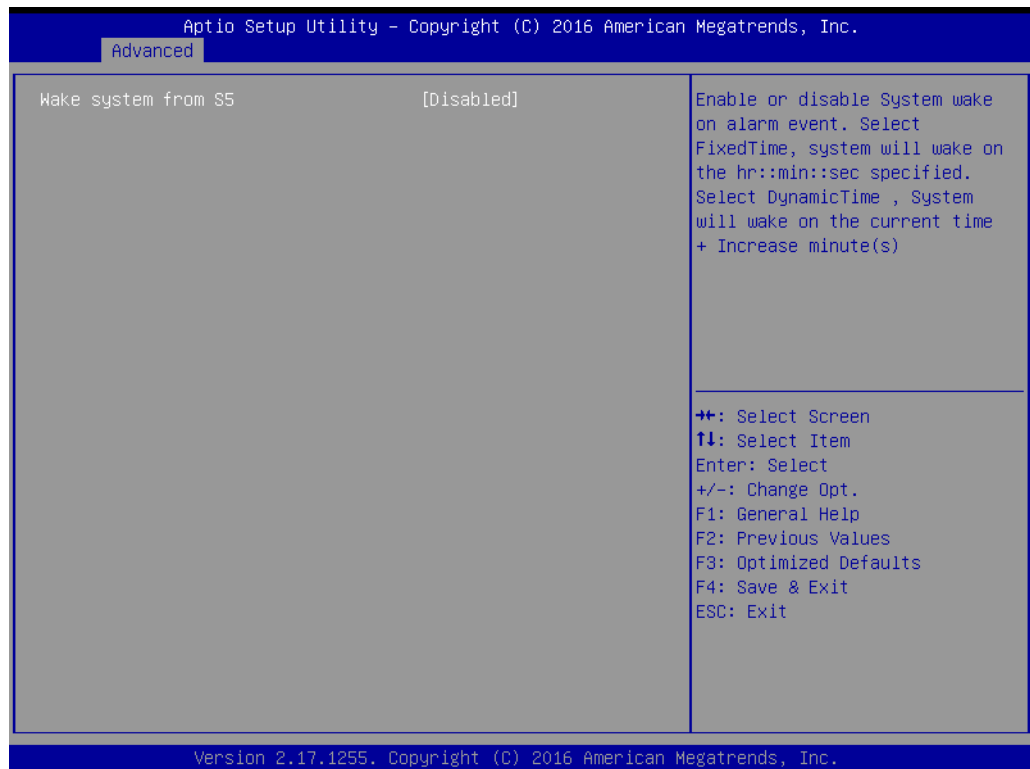 Aptio Setup Utility – Copyright (C) 2016 American Megatrends, Inc.
Advanced
Wake system from S5 [Disabled]
Enable or disable System wake
on alarm event. Select
FixedTime, system will wake on
the hr::min::sec specified.
Select DynamicTime , System
will wake on the current time
+ Increase minute(s)
→←: Select Screen
↑↓: Select Item
Enter: Select
+/-: Change Opt.
F1: General Help
F2: Previous Values
F3: Optimized Defaults
F4: Save & Exit
ESC: Exit
Version 2.17.1255. Copyright (C) 2016 American Megatrends, Inc.